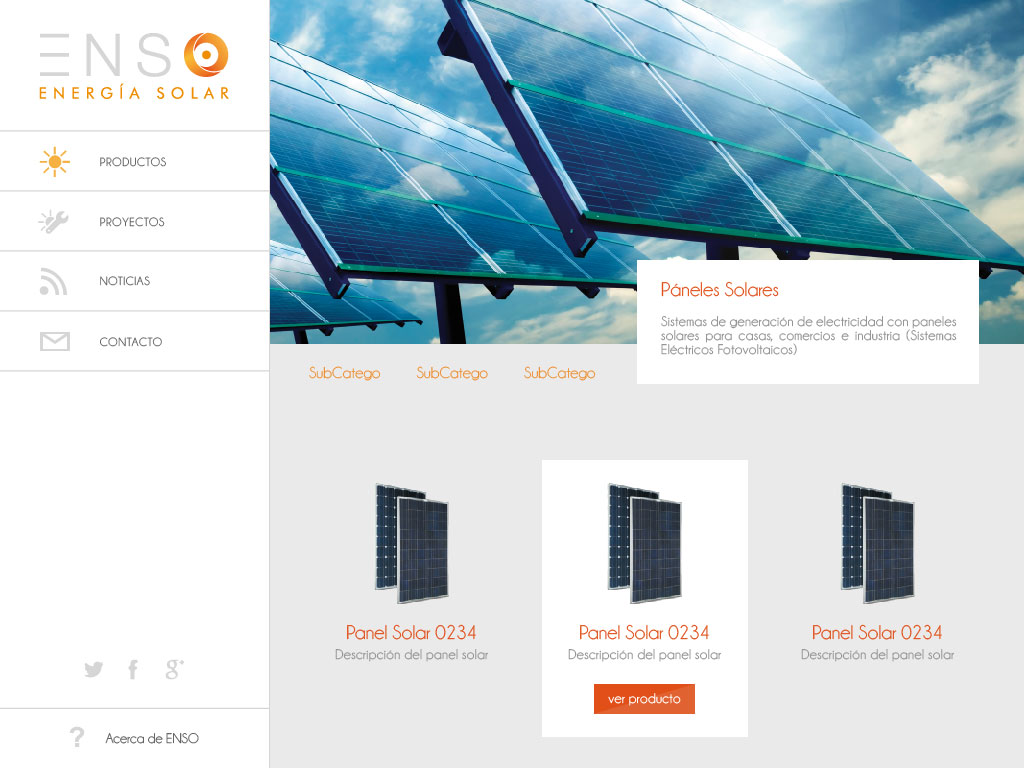 ENSO
ENERGÍA SOLAR
PRODUCTOS
PROYECTOS
NOTICIAS
CONTACTO
g+
? Acerca de ENSO
Páneles Solares
Sistemas de generación de electricidad con paneles
solares para casas, comercios e industria (Sistemas
Eléctricos Fotovoltaicos)
SubCatego SubCatego SubCatego
Panel Solar 0234
Descripción del panel solar
Panel Solar 0234
Descripción del panel solar
ver producto
Panel Solar 0234
Descripción del panel solar